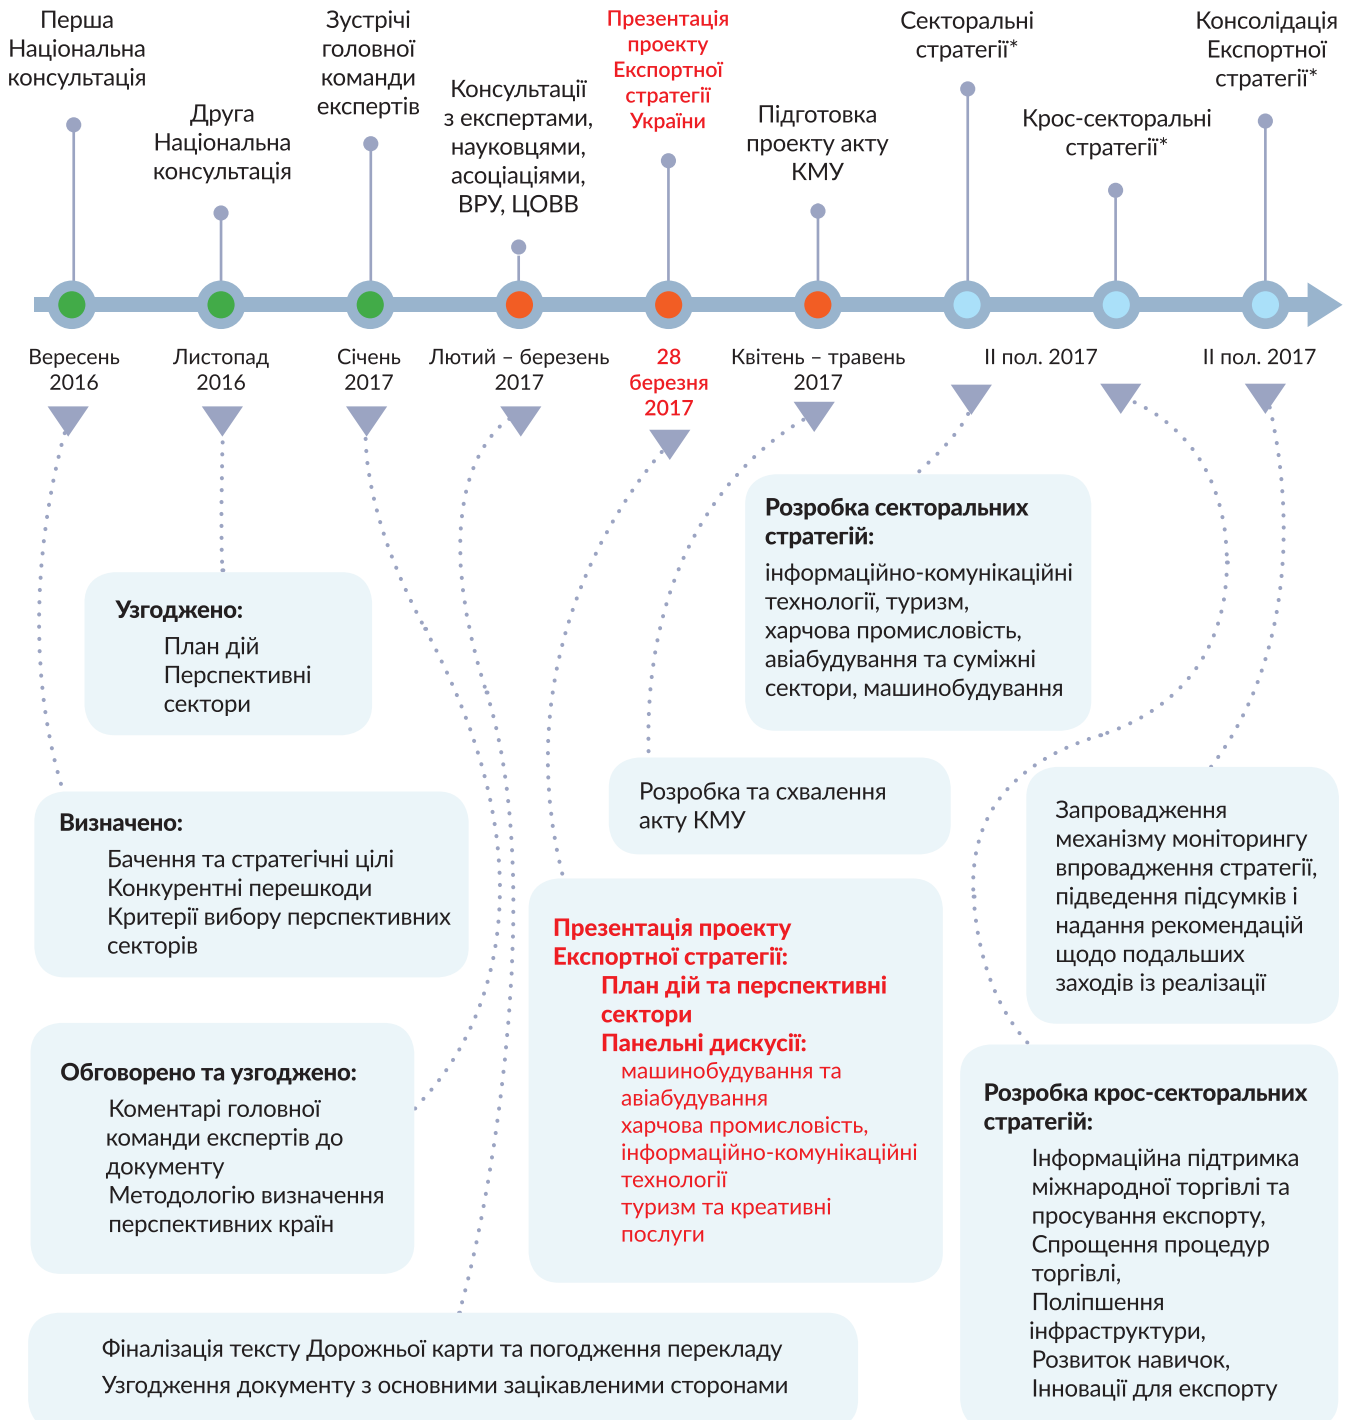 Перша
Національна
консультація
Друга
Національна
консультація
Зустрічі
головної
команди
експертів
Консультації
з експертами,
науковцями,
асоціаціями,
ВРУ, ЦОВВ
Презентація
проекту
Експортної
стратегії
України
Підготовка
проекту акту
КМУ
Секторальні
стратегії*
Крос-секторальні
стратегії*
Консолідація
Експортної
стратегії*
Вересень
2016
Листопад
2016
Січень
2017
Лютий – березень
2017
28
березня
2017
Квітень – травень
2017
ІІ пол. 2017
ІІ пол. 2017
Розробка секторальних
стратегій:
інформаційно-комунікаційні
технології, туризм,
харчова промисловість,
авіабудування та суміжні
сектори, машинобудування
Узгоджено:
План дій
Перспективні
сектори
Розробка та схвалення
акту КМУ
Визначено:
Бачення та стратегічні цілі
Конкурентні перешкоди
Критерії вибору перспективних
секторів
Запровадження
механізму моніторингу
впровадження стратегії,
підведення підсумків і
надання рекомендацій
щодо подальших
заходів із реалізації
Презентація проекту
Експортної стратегії:
План дій та перспективні
сектори
Панельні дискусії:
машинобудування та
авіабудування
харчова промисловість,
інформаційно-комунікаційні
технології
туризм та креативні
послуги
Обговорено та узгоджено:
Коментарі головної
команди експертів до
документу
Методологію визначення
перспективних країн
Розробка крос-секторальних
стратегій:
Інформаційна підтримка
міжнародної торгівлі та
просування експорту,
Спрощення процедур
торгівлі,
Поліпшення
інфраструктури,
Розвиток навичок,
Інновації для експорту
Фіналізація тексту Дорожньої карти та погодження перекладу
Узгодження документу з основними зацікавленими сторонами